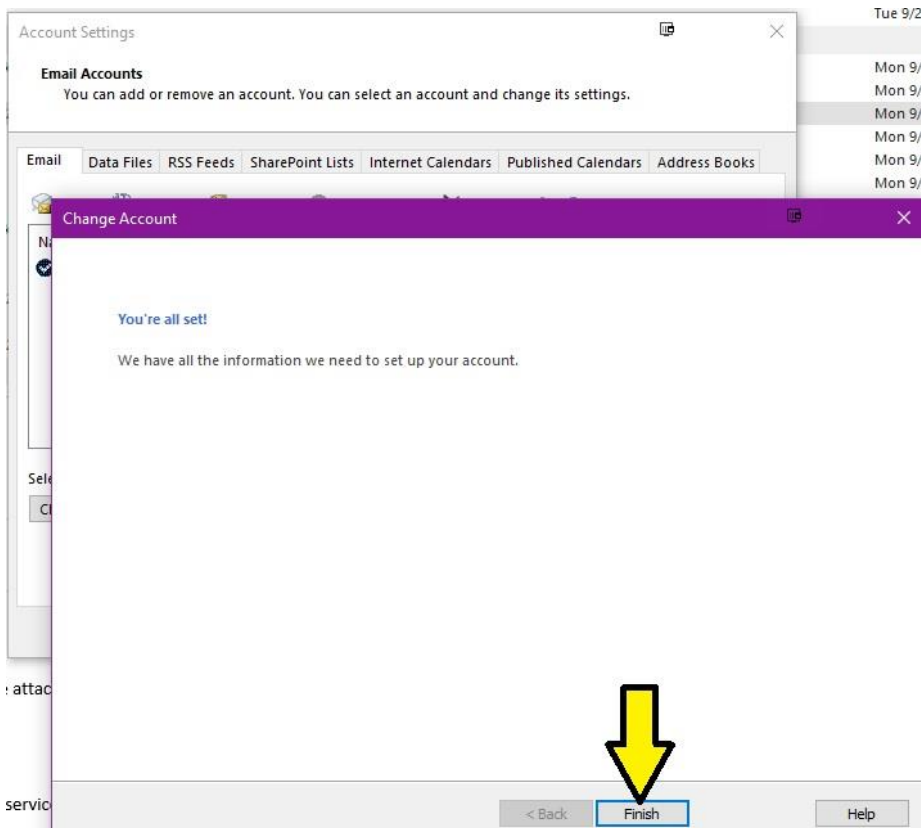 Tue 9/2
Account Settings
Email Accounts
You can add or remove an account. You can select an account and change its settings.
Mon 9/
Mon 9/
Mon 9/
Mon 9/
Mon 9/
Mon 9/
Email Data Files RSS Feeds SharePoint Lists Internet Calendars Published Calendars Address Books
Change Account
You're all set!
We have all the information we need to set up your account.
< Back Finish Help